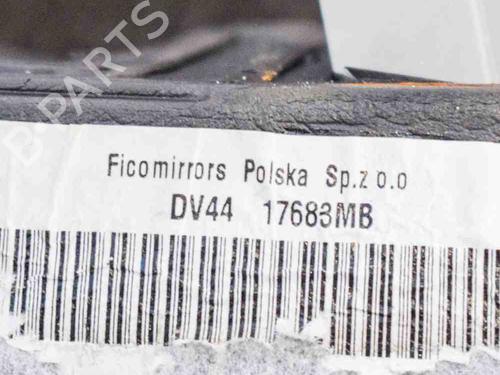 B-PARTS
Ficomirrors Polska Sp.z o.o
DV44 17683MB